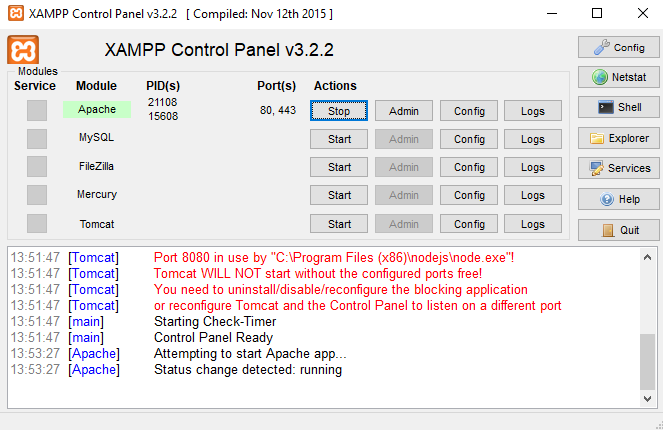 XAMPP Control Panel v3.2.2 [ Compiled: Nov 12th 2015 ]
XAMPP Control Panel v3.2.2
Config
Modules
Service Module PID(s) Port(s) Actions
Netstat
Apache 21108 15608 80, 443 Stop Admin Config Logs
Shell
MySQL Start Admin Config Logs
Explorer
FileZilla Start Admin Config Logs
Services
Mercury Start Admin Config Logs
Help
Tomcat Start Admin Config Logs
Quit
13:51:47 [Tomcat] Port 8080 in use by "C:\Program Files (x86)\nodejs\node.exe"!
13:51:47 [Tomcat] Tomcat WILL NOT start without the configured ports free!
13:51:47 [Tomcat] You need to uninstall/disable/reconfigure the blocking application
13:51:47 [Tomcat] or reconfigure Tomcat and the Control Panel to listen on a different port
13:51:47 [main] Starting Check-Timer
13:51:47 [main] Control Panel Ready
13:53:27 [Apache] Attempting to start Apache app...
13:53:27 [Apache] Status change detected: running